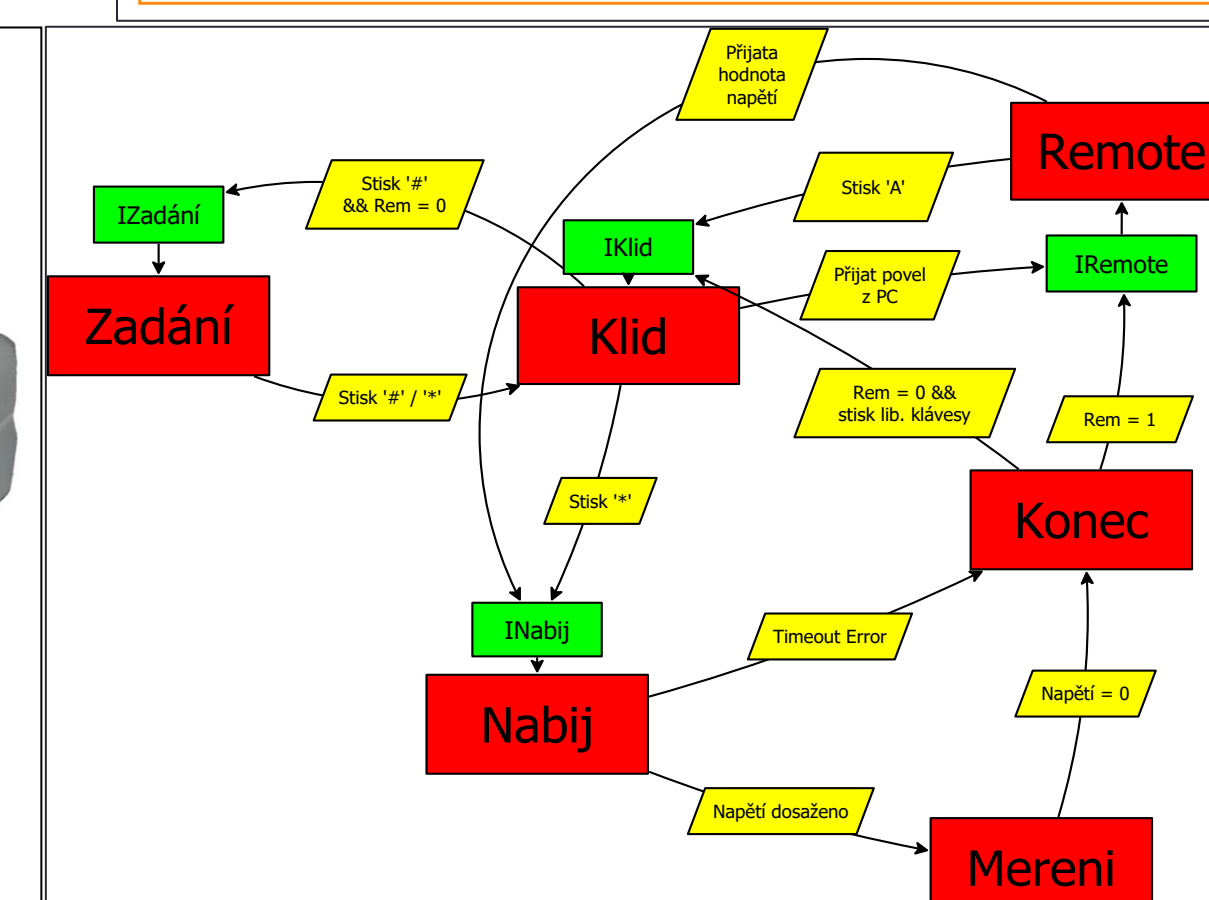 Přijata
hodnota
napětí
Remote
Stisk '#'
&& Rem = 0
Stisk 'A'
IZadání
IKlid
IRemote
Přijat povel
z PC
Zadání
Klid
Stisk '#' / '*'
Rem = 0 &&
stisk lib. klávesy
Rem = 1
Stisk '*'
Konec
INabij
Timeout Error
Napětí = 0
Nabij
Napětí dosaženo
Mereni